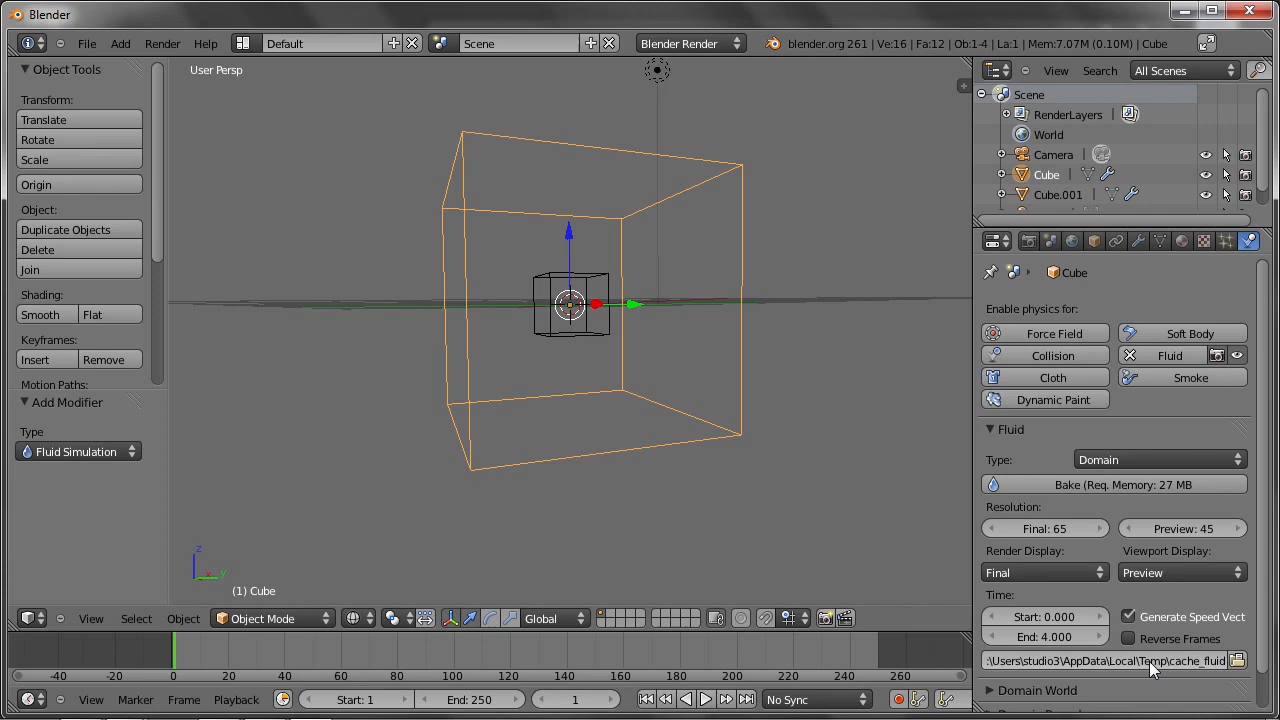 Blender
File Add Render Help Default Scene Blender Render blender.org 261 | Ve:16 | Fa:12 | Ob:1-4 | La:1 | Mem:7.07M (0.10M) | Cube
Object Tools
Transform:
Translate
Rotate
Scale
Origin
Object:
Duplicate Objects
Delete
Join
Shading:
Smooth Flat
Keyframes:
Insert Remove
Motion Paths:
Add Modifier
Type
Fluid Simulation
User Persp
z
y
x
(1) Cube
View Search All Scenes
Scene
RenderLayers |
World
Camera |
Cube |
Cube.001 |
Cube
Enable physics for:
Force Field Soft Body
Collision Fluid
Cloth Smoke
Dynamic Paint
Fluid
Type: Domain
Bake (Req. Memory: 27 MB
Resolution:
Final: 65 Preview: 45
Render Display: Viewport Display:
Final Preview
Time:
Start: 0.000 Generate Speed Vect
End: 4.000 Reverse Frames
:\Users\studio3\AppData\Local\Temp\cache_fluid
Domain World
View Select Object Object Mode Global
-40 -20 0 20 40 60 80 100 120 140 160 180 200 220 240 260
View Marker Frame Playback Start: 1 End: 250 1 No Sync